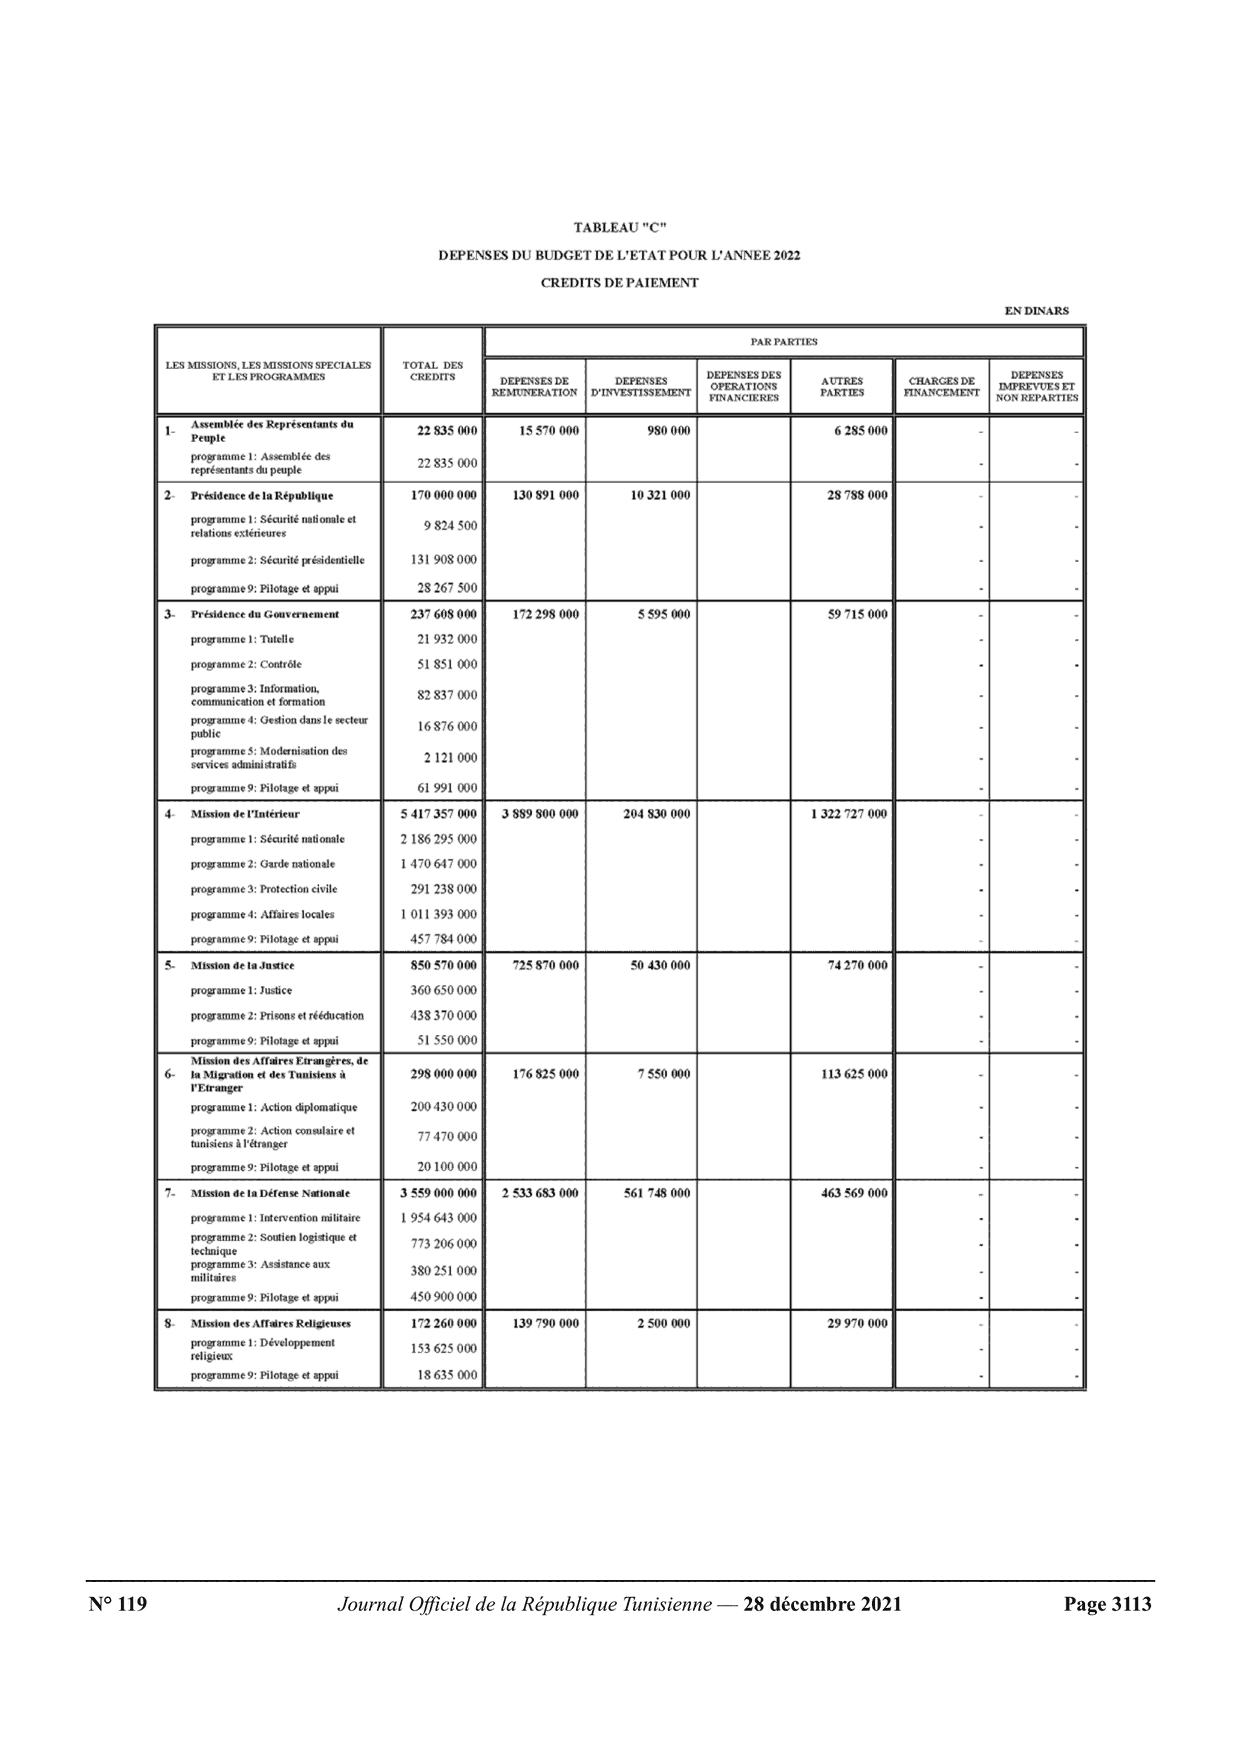 TABLEAU "C"
DEPENSES DU BUDGET DE L'ETAT POUR L'ANNEE 2022
CREDITS DE PAIEMENT
EN DINARS
LES MISSIONS, LES MISSIONS SPECIALES
ET LES PROGRAMMES
TOTAL DES
CREDITS
PAR PARTIES
DEPENSES DE
REMUNERATION
DEPENSES
D'INVESTISSEMENT
DEPENSES DES
OPERATIONS
FINANCIERES
AUTRES
PARTIES
CHARGES DE
FINANCEMENT
DEPENSES
IMPREVUES ET
NON REPARTIES
1- Assemblée des Représentants du
Peuple 22 835 000 15 570 000 980 000 6 285 000 - -
programme 1: Assemblée des
représentants du peuple 22 835 000 - -
2- Présidence de la République 170 000 000 130 891 000 10 321 000 28 788 000 - -
programme 1: Sécurité nationale et
relations extérieures 9 824 500 - -
programme 2: Sécurité présidentielle 131 908 000 - -
programme 9: Pilotage et appui 28 267 500 - -
3- Présidence du Gouvernement 237 608 000 172 298 000 5 595 000 59 715 000 - -
programme 1: Tutelle 21 932 000 - -
programme 2: Contrôle 51 851 000 - -
programme 3: Information,
communication et formation 82 837 000 - -
programme 4: Gestion dans le secteur
public 16 876 000 - -
programme 5: Modernisation des
services administratifs 2 121 000 - -
programme 9: Pilotage et appui 61 991 000 - -
4- Mission de l'Intérieur 5 417 357 000 3 889 800 000 204 830 000 1 322 727 000 - -
programme 1: Sécurité nationale 2 186 295 000 - -
programme 2: Garde nationale 1 470 647 000 - -
programme 3: Protection civile 291 238 000 - -
programme 4: Affaires locales 1 011 393 000 - -
programme 9: Pilotage et appui 457 784 000 - -
5- Mission de la Justice 850 570 000 725 870 000 50 430 000 74 270 000 - -
programme 1: Justice 360 650 000 - -
programme 2: Prisons et rééducation 438 370 000 - -
programme 9: Pilotage et appui 51 550 000 - -
Mission des Affaires Etrangères, de
6- la Migration et des Tunisiens à 298 000 000 176 825 000 7 550 000 113 625 000 - -
l'Etranger
programme 1: Action diplomatique 200 430 000 - -
programme 2: Action consulaire et
tunisiens à l'étranger 77 470 000 - -
programme 9: Pilotage et appui 20 100 000 - -
7- Mission de la Défense Nationale 3 559 000 000 2 533 683 000 561 748 000 463 569 000 - -
programme 1: Intervention militaire 1 954 643 000 - -
programme 2: Soutien logistique et
technique 773 206 000 - -
programme 3: Assistance aux
militaires 380 251 000 - -
programme 9: Pilotage et appui 450 900 000 - -
8- Mission des Affaires Religieuses 172 260 000 139 790 000 2 500 000 29 970 000 - -
programme 1: Développement
religieux 153 625 000 - -
programme 9: Pilotage et appui 18 635 000 - -
N° 119 Journal Officiel de la République Tunisienne — 28 décembre 2021 Page 3113